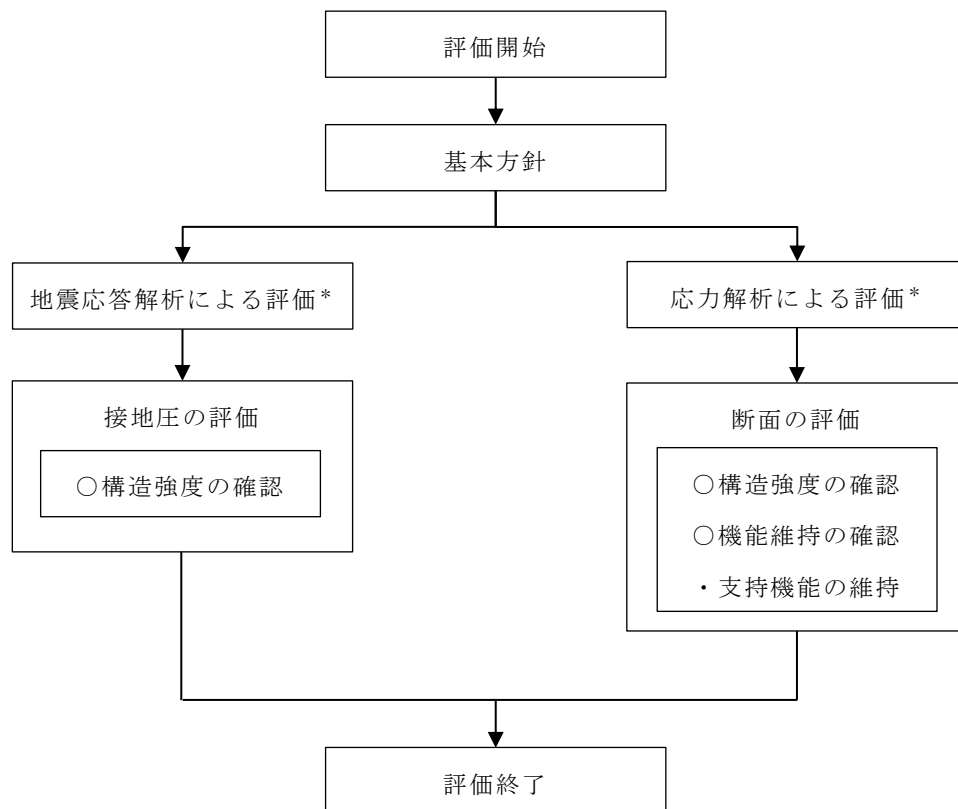 評価開始
基本方針
地震応答解析による評価*
接地圧の評価
○構造強度の確認
応力解析による評価*
断面の評価
○構造強度の確認
○機能維持の確認
・支持機能の維持
評価終了